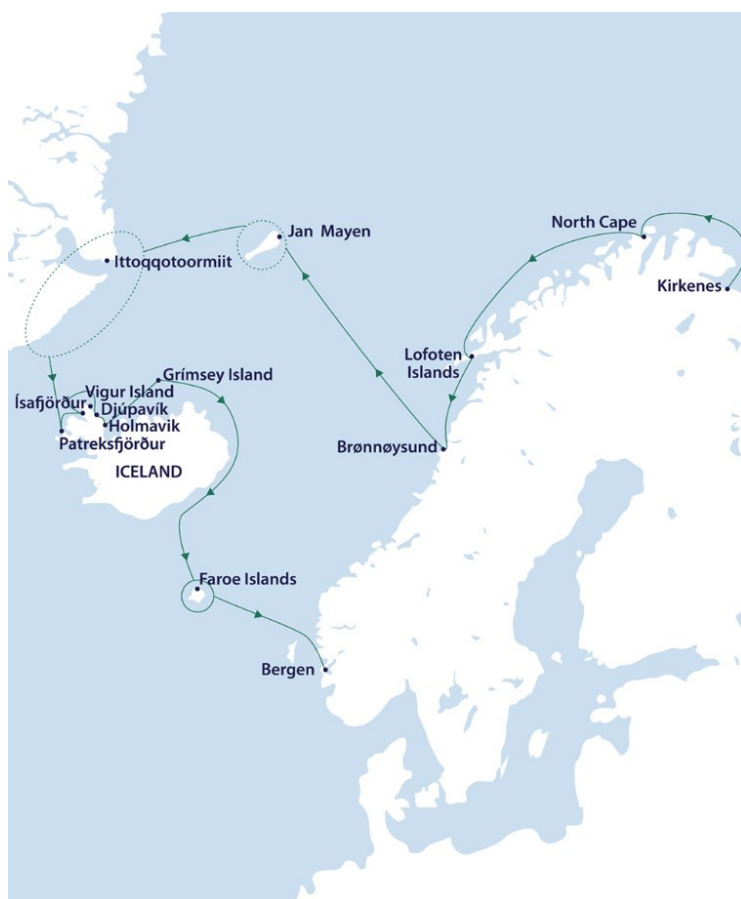 North Cape
Jan Mayen
Ittoqqotoormiit
Kirkenes
Lofoten
Islands
Grímsey Island
Vigur Island
Ísafjörður
Djúpavík
Holmavik
Patreksfjörður
Brønnøysund
ICELAND
Faroe Islands
Bergen